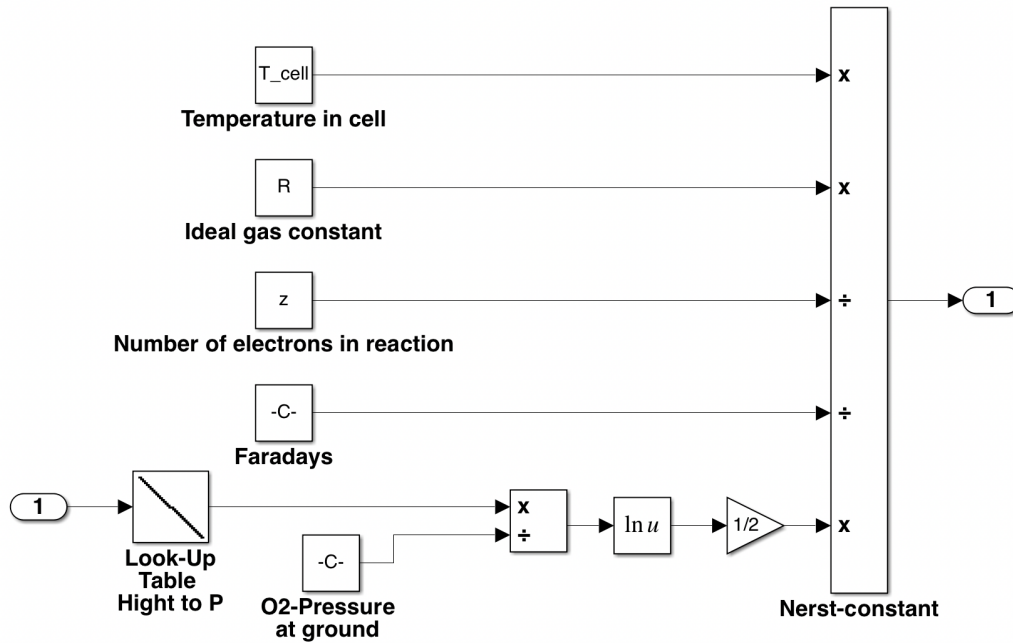 T_cell
x
Temperature in cell
R
x
Ideal gas constant
z
÷
1
Number of electrons in reaction
-C-
÷
Faradays
1
x
÷
ln u
1/2
x
Look-Up
Table
Hight to P
-C-
O2-Pressure
at ground
Nerst-constant